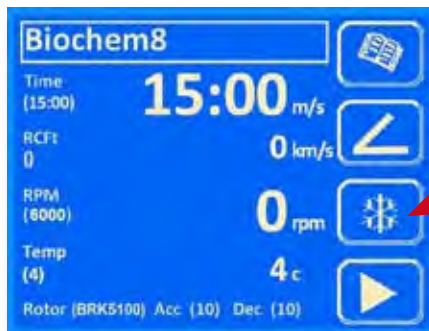 Biochem8
Time
(15:00)
15:00 m/s
RCFt
()
0 km/s
RPM
(6000)
0 rpm
Temp
(4)
4 c
Rotor (BRK5100) Acc (10) Dec (10)